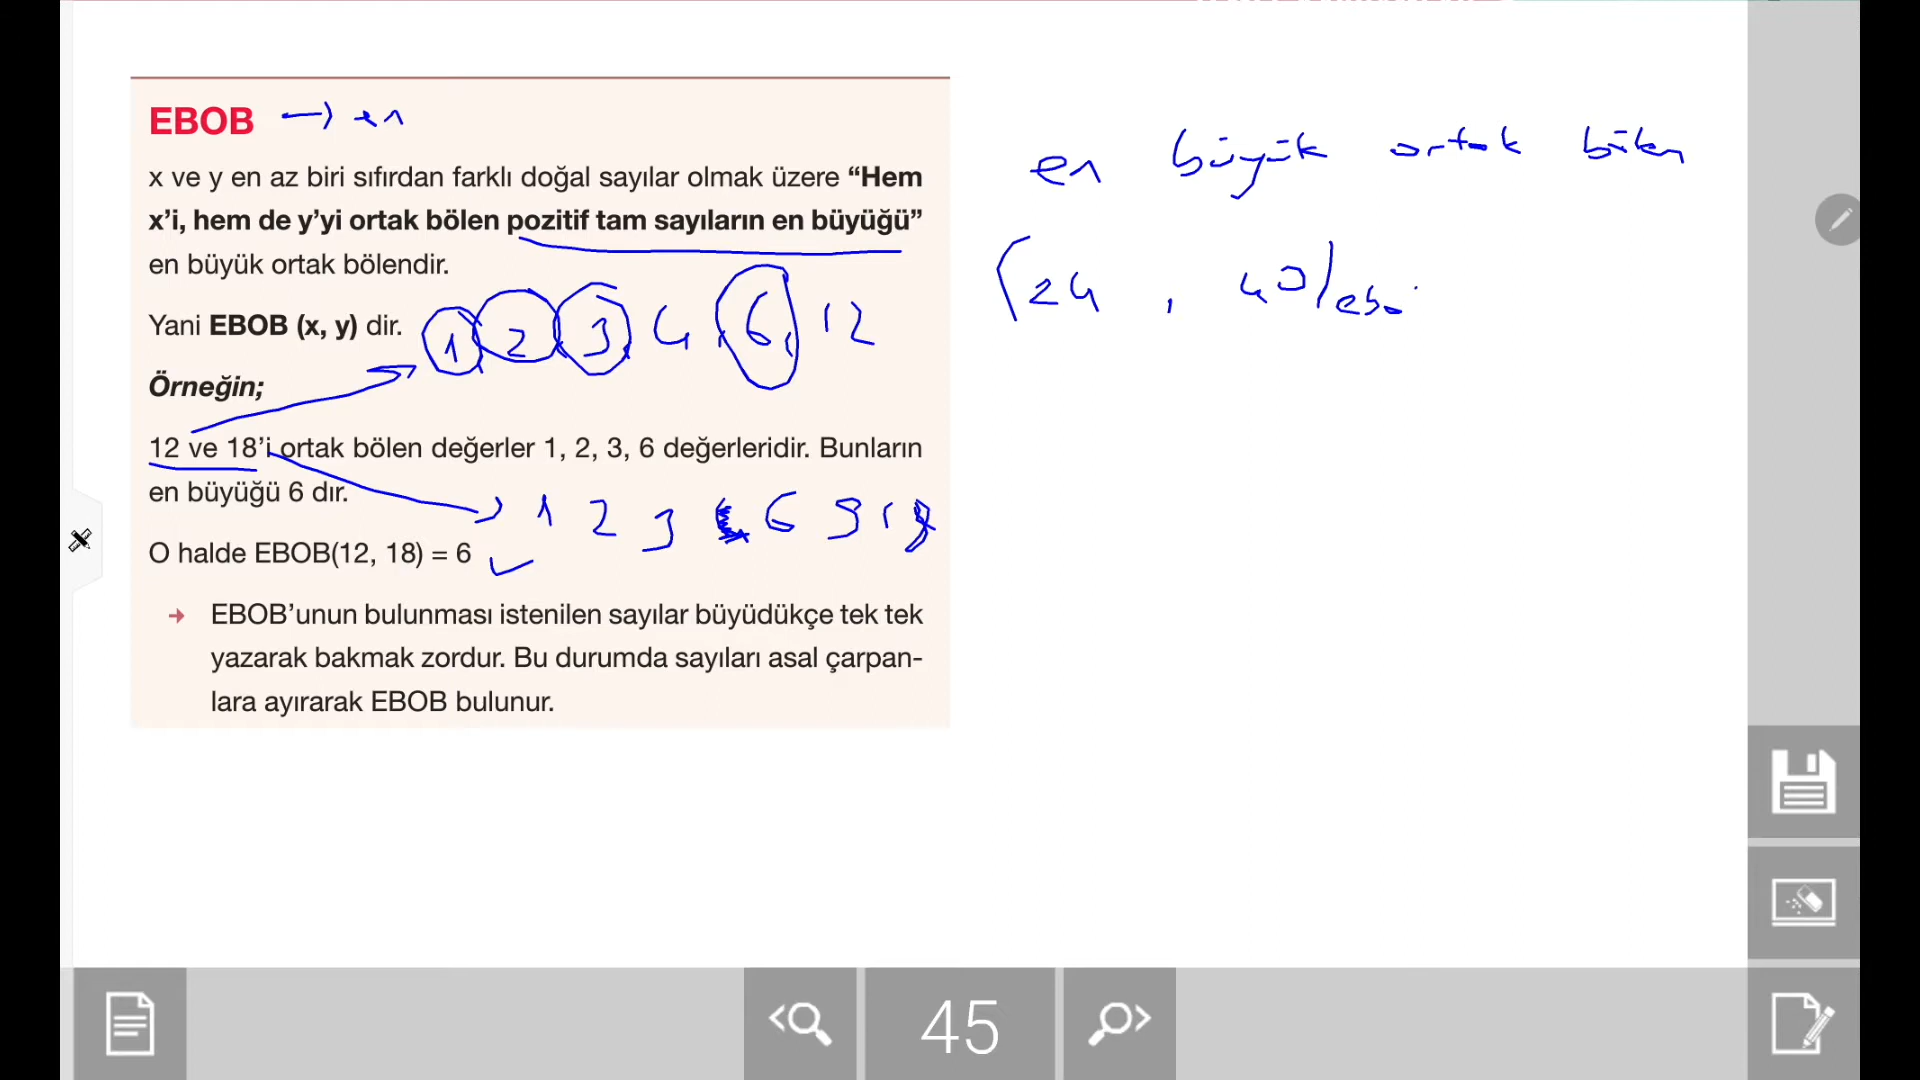 EBOB → en
x ve y en az biri sıfırdan farklı doğal sayılar olmak üzere “Hem
x’i, hem de y’yi ortak bölen pozitif tam sayıların en büyüğü”
en büyük ortak bölendir.
Yani EBOB (x, y) dir.
1 2 3 4, 6, 12
Örneğin;
12 ve 18’i ortak bölen değerler 1, 2, 3, 6 değerleridir. Bunların
en büyüğü 6 dır.
1 2 3 6 9 18
O halde EBOB(12, 18) = 6
→ EBOB’unun bulunması istenilen sayılar büyüdükçe tek tek
yazarak bakmak zordur. Bu durumda sayıları asal çarpan-
lara ayırarak EBOB bulunur.
en büyük ortak bölen
(24, 40)ebo
45